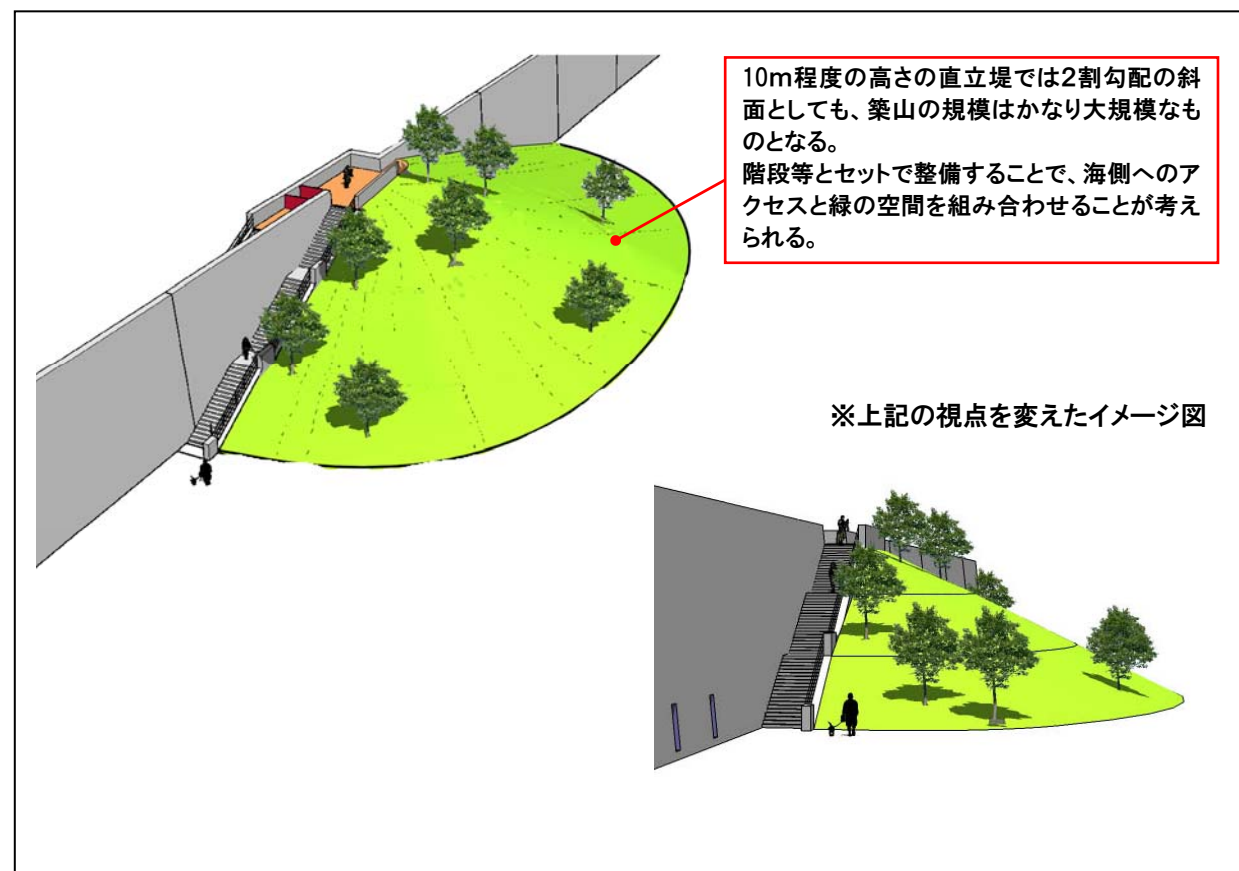 10m程度の高さの直立堤では2割勾配の斜
面としても、築山の規模はかなり大規模なも
のとなる。
階段等とセットで整備することで、海側へのア
クセスと緑の空間を組み合わせることが考え
られる。
※上記の視点を変えたイメージ図